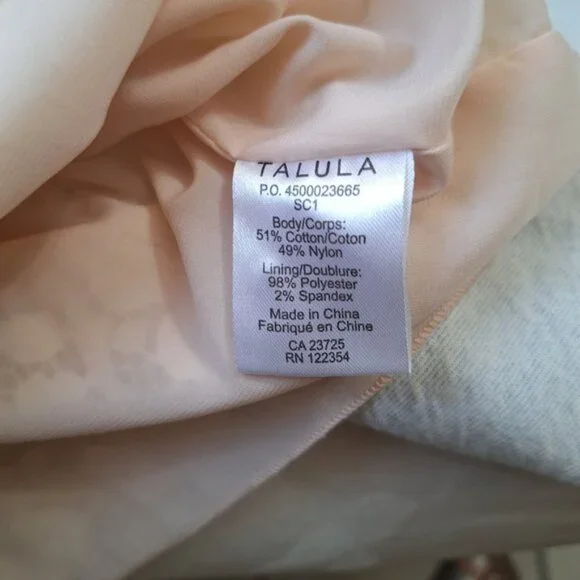 TALULA
P.O. 4500023665
SC1
Body/Corps:
51% Cotton/Coton
49% Nylon
Lining/Doublure:
98% Polyester
2% Spandex
Made in China
Fabriqué en Chine
CA 23725
RN 122354